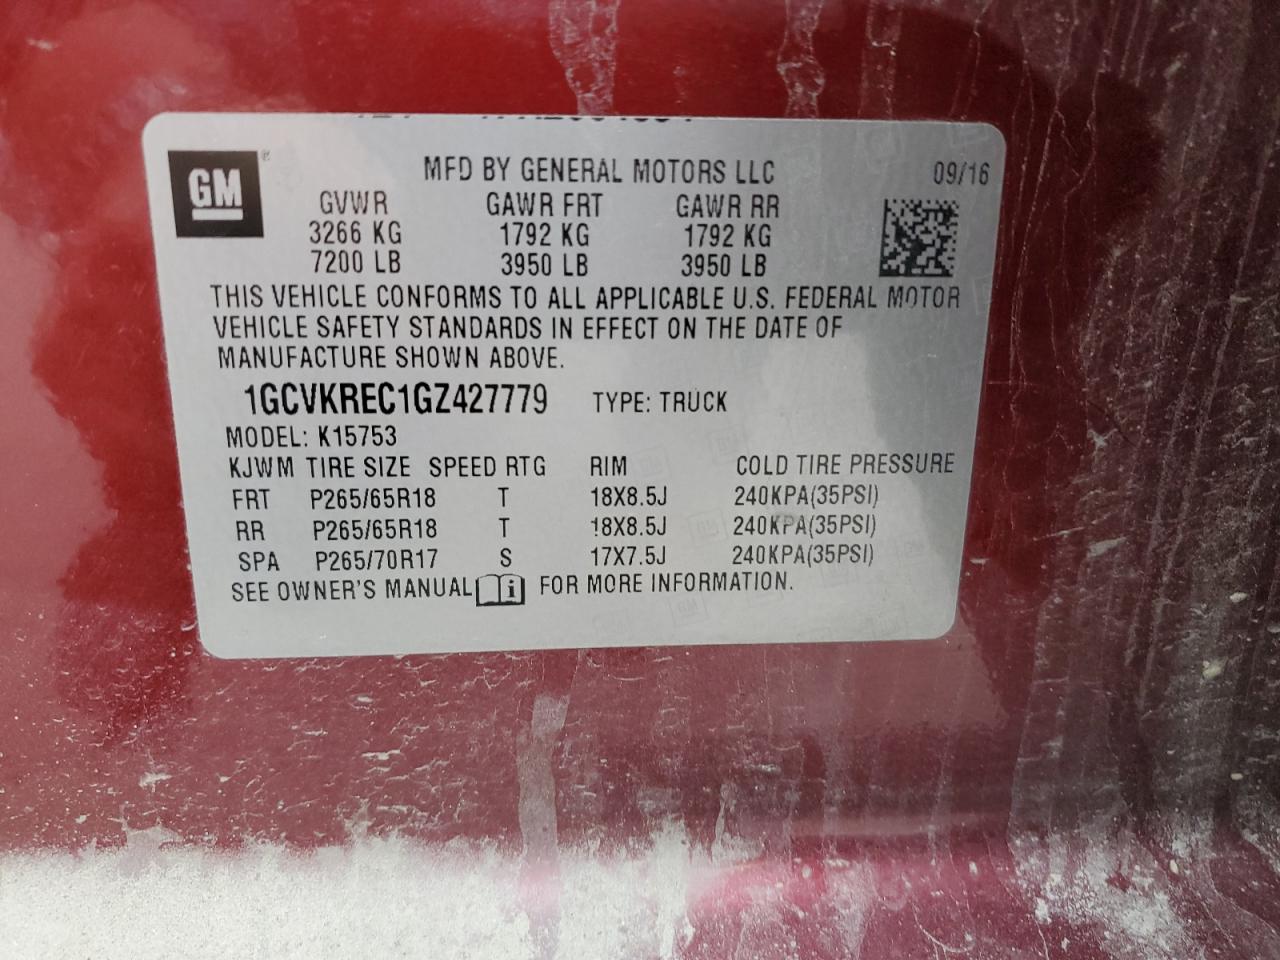 GM
MFD BY GENERAL MOTORS LLC 09/16
GVWR GAWR FRT GAWR RR
3266 KG 1792 KG 1792 KG
7200 LB 3950 LB 3950 LB
THIS VEHICLE CONFORMS TO ALL APPLICABLE U.S. FEDERAL MOTOR
VEHICLE SAFETY STANDARDS IN EFFECT ON THE DATE OF
MANUFACTURE SHOWN ABOVE.
1GCVKREC1GZ427779 TYPE: TRUCK
MODEL: K15753
KJWM TIRE SIZE SPEED RTG RIM COLD TIRE PRESSURE
FRT P265/65R18 T 18X8.5J 240KPA(35PSI)
RR P265/65R18 T 18X8.5J 240KPA(35PSI)
SPA P265/70R17 S 17X7.5J 240KPA(35PSI)
SEE OWNER'S MANUAL i FOR MORE INFORMATION.